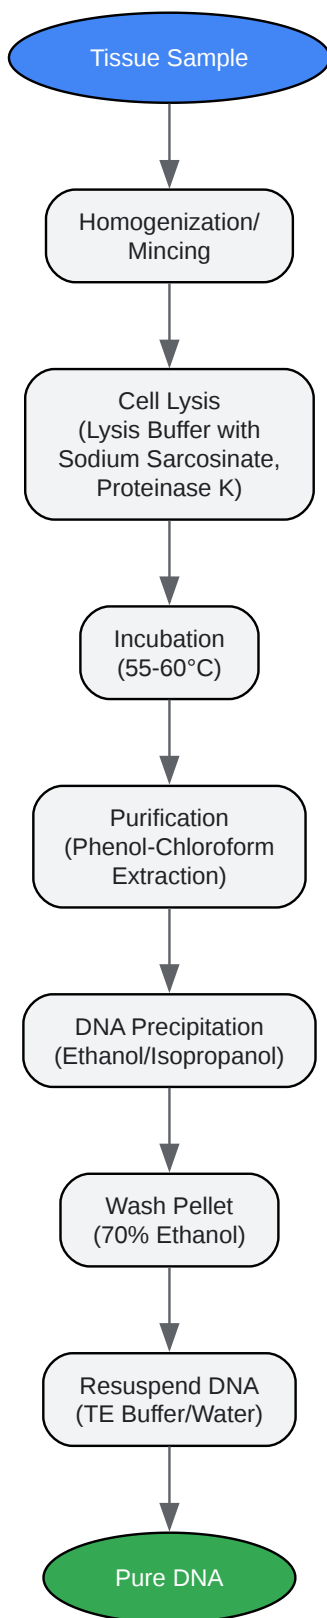 Tissue Sample
Homogenization/
Mincing
Cell Lysis
(Lysis Buffer with
Sodium Sarcosinate,
Proteinase K)
Incubation
(55-60°C)
Purification
(Phenol-Chloroform
Extraction)
DNA Precipitation
(Ethanol/Isopropanol)
Wash Pellet
(70% Ethanol)
Resuspend DNA
(TE Buffer/Water)
Pure DNA